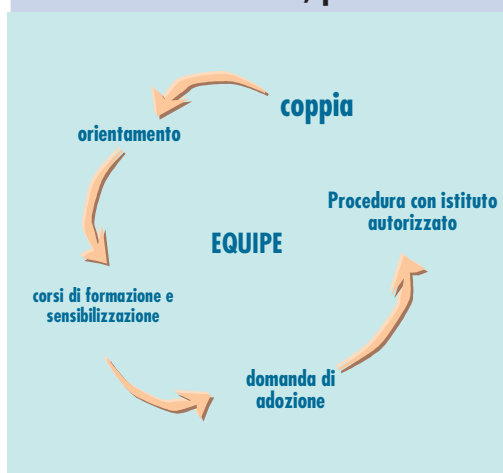 coppia
orientamento
Procedura con istituto
autorizzato
EQUIPE
corsi di formazione e
sensibilizzazione
domanda di
adozione